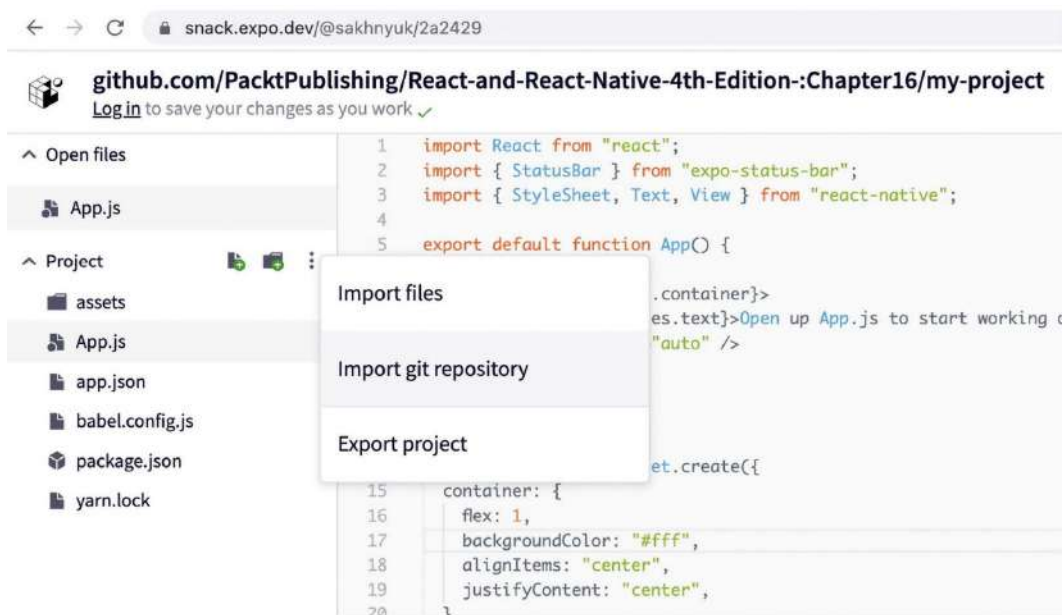 snack.expo.dev/@sakhnyuk/2a2429
github.com/PacktPublishing/React-and-React-Native-4th-Edition-:Chapter16/my-project
Log in to save your changes as you work
Open files
App.js
Project
assets
App.js
app.json
babel.config.js
package.json
yarn.lock
Import files
Import git repository
Export project
1 import React from "react";
2 import { StatusBar } from "expo-status-bar";
3 import { StyleSheet, Text, View } from "react-native";
4
5 export default function App() {
.container}>
es.text}>Open up App.js to start working
"auto" />
et.create({
15 container: {
16 flex: 1,
17 backgroundColor: "#fff",
18 alignItems: "center",
19 justifyContent: "center",
20 }